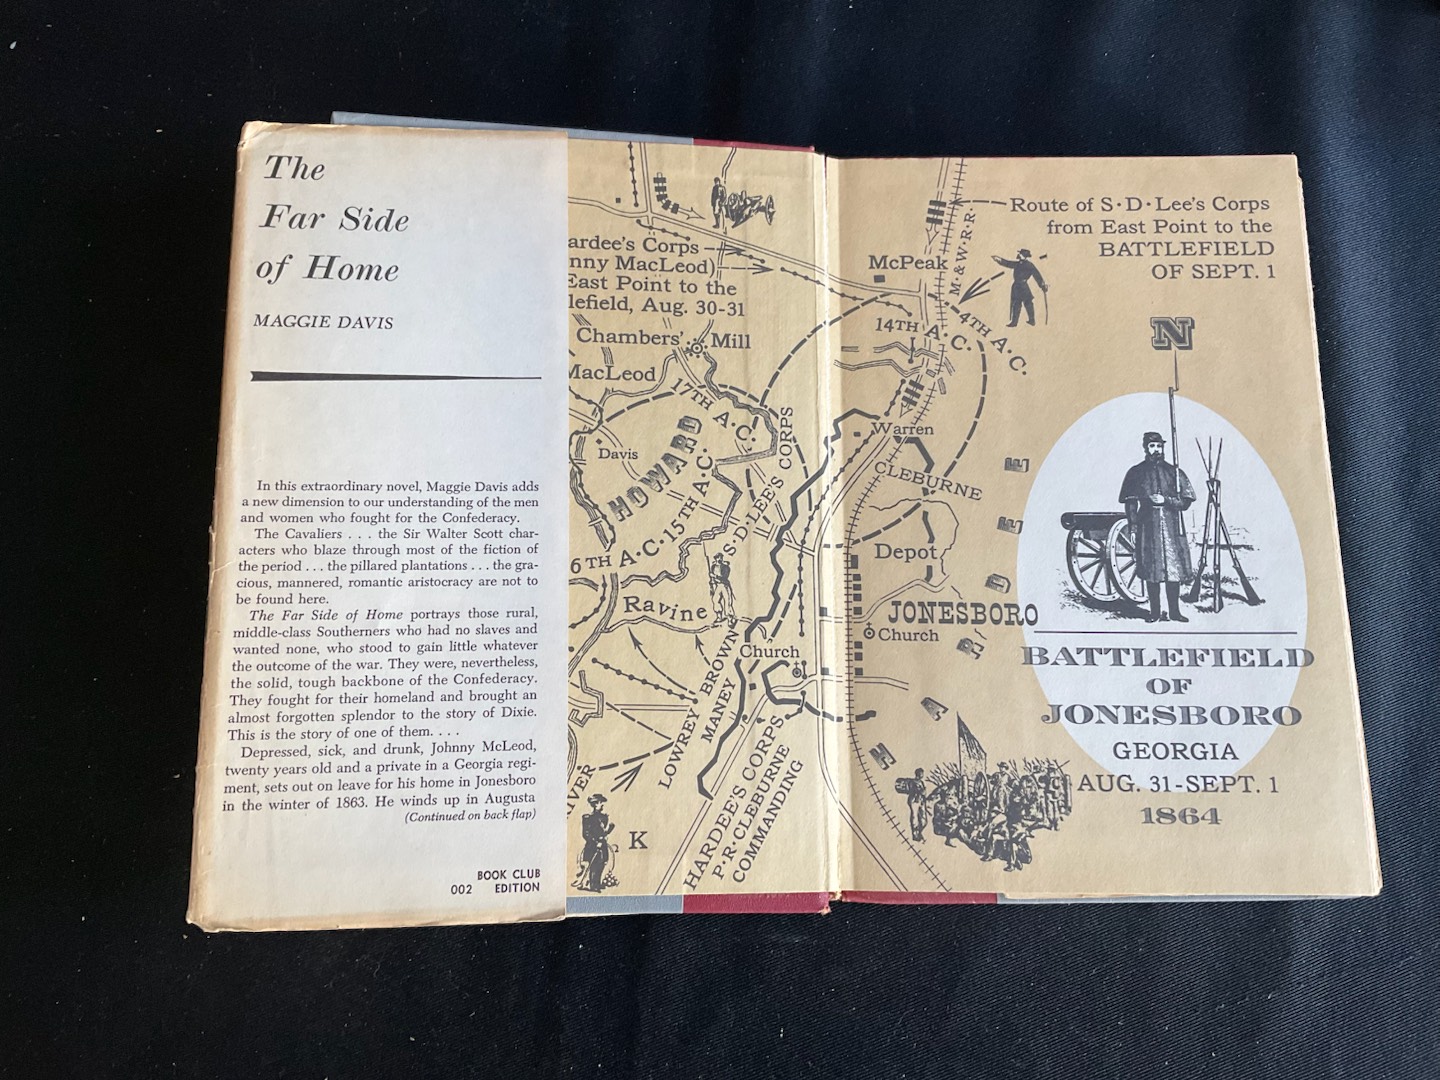 The
Far Side
of Home
MAGGIE DAVIS
In this extraordinary novel, Maggie Davis adds
a new dimension to our understanding of the men
and women who fought for the Confederacy.
The Cavaliers . . . the Sir Walter Scott char-
acters who blaze through most of the fiction of
the period . . . the pillared plantations . . . the gra-
cious, mannered, romantic aristocracy are not to
be found here.
The Far Side of Home portrays those rural,
middle-class Southerners who had no slaves and
wanted none, who stood to gain little whatever
the outcome of the war. They were, nevertheless,
the solid, tough backbone of the Confederacy.
They fought for their homeland and brought an
almost forgotten splendor to the story of Dixie.
This is the story of one of them. . . .
Depressed, sick, and drunk, Johnny McLeod,
twenty years old and a private in a Georgia regi-
ment, sets out on leave for his home in Jonesboro
in the winter of 1863. He winds up in Augusta
(Continued on back flap)
BOOK CLUB
002 EDITION
ardee's Corps
nny MacLeod)
East Point to the
lefield, Aug. 30-31
Chambers' Mill
MacLeod
17TH A.C.
Davis
HOWARD
15TH A.C.
6TH A.C.
S·D·LEE'S CORPS
Ravine
BROWN
Church
MANEY
LOWREY
IVER
K
HARDEE'S CORPS
P·R·CLEBURNE
COMMANDING
Route of S·D·Lee's Corps
from East Point to the
BATTLEFIELD
OF SEPT. 1
McPeak
M·&W·R·R·
14TH A.C.
4TH A.C.
Warren
CLEBURNE
Depot
JONESBORO
Church
HARDEE
N
BATTLEFIELD
OF
JONESBORO
GEORGIA
AUG. 31-SEPT. 1
1864